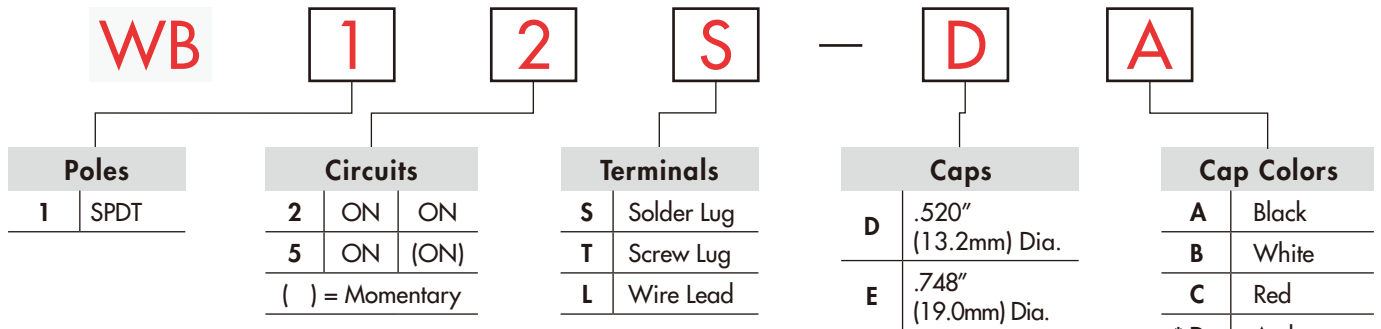 WB 1 2 S — D A
Poles Circuits Terminals Caps Cap Colors
1 SPDT
2 ON ON
5 ON (ON)
( ) = Momentary
S Solder Lug
T Screw Lug
L Wire Lead
D .520″
(13.2mm) Dia.
E .748″
(19.0mm) Dia.
A Black
B White
C Red